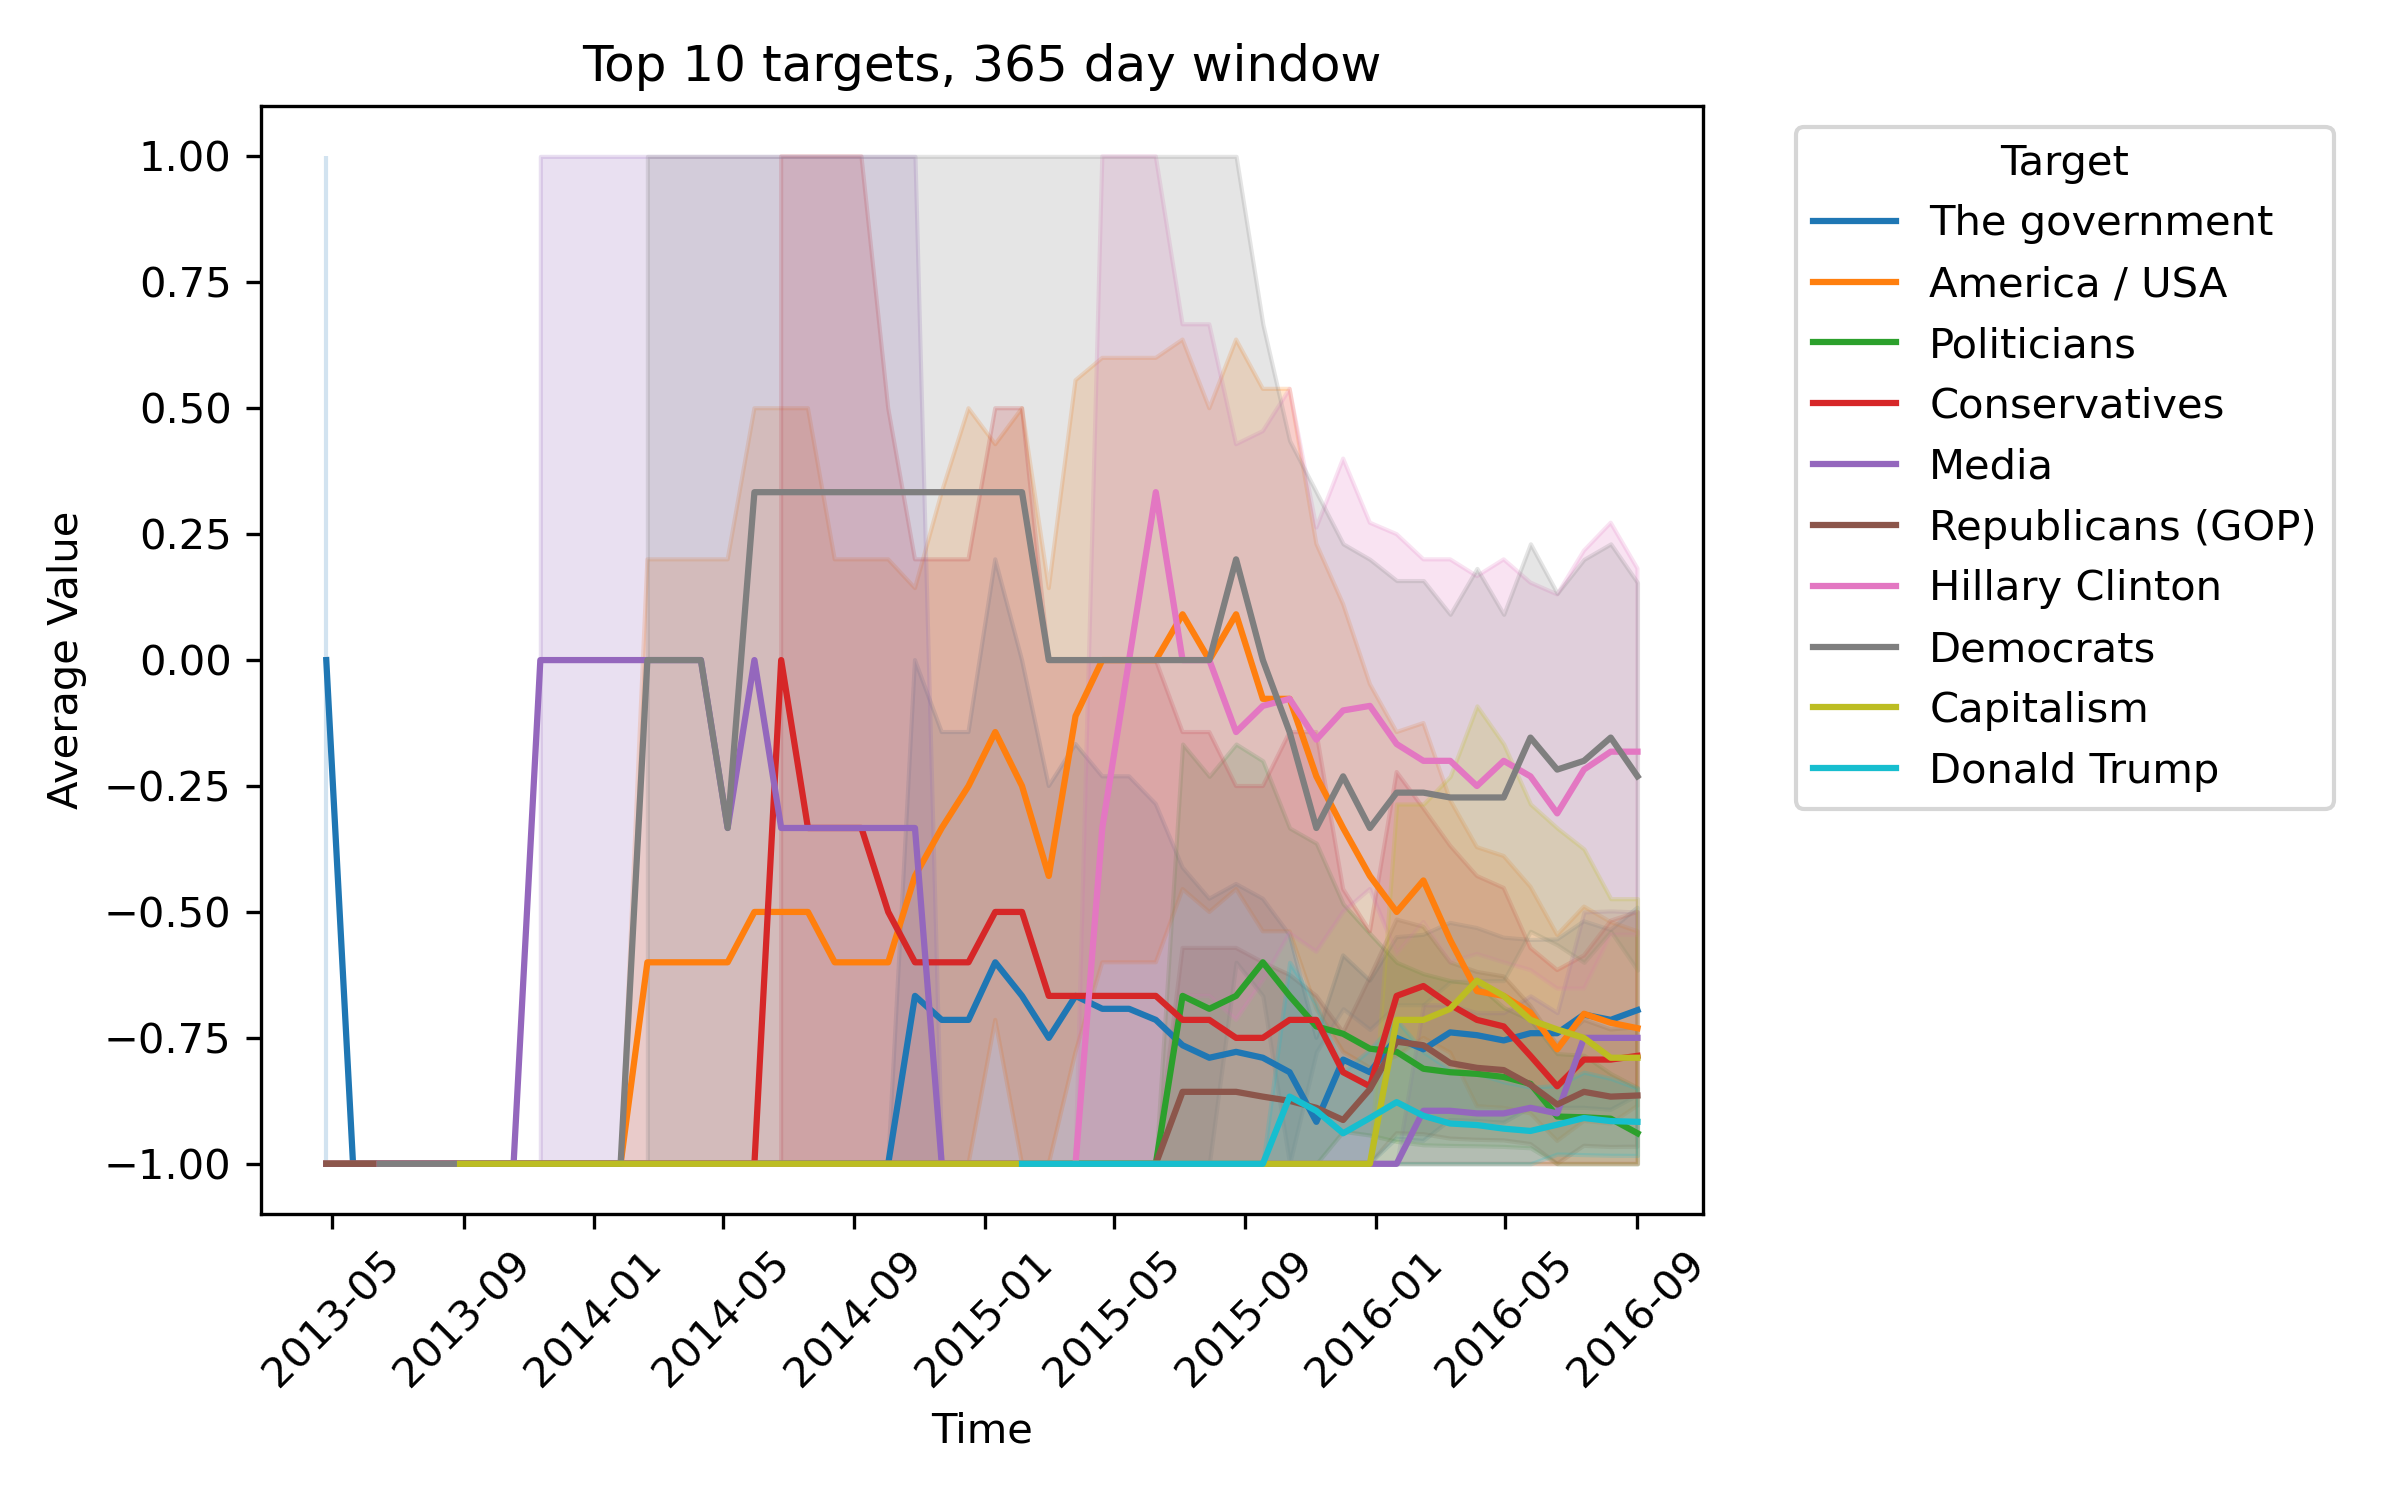 Top 10 targets, 365 day window
Average Value
1.00
0.75
0.50
0.25
0.00
−0.25
−0.50
−0.75
−1.00
2013-05
2013-09
2014-01
2014-05
2014-09
2015-01
2015-05
2015-09
2016-01
2016-05
2016-09
Time
Target
The government
America / USA
Politicians
Conservatives
Media
Republicans (GOP)
Hillary Clinton
Democrats
Capitalism
Donald Trump